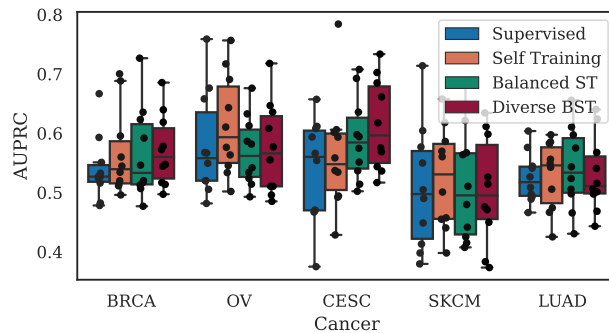 0.8
0.7
0.6
0.5
0.4
AUPRC
Supervised
Self Training
Balanced ST
Diverse BST
BRCA OV CESC SKCM LUAD
Cancer